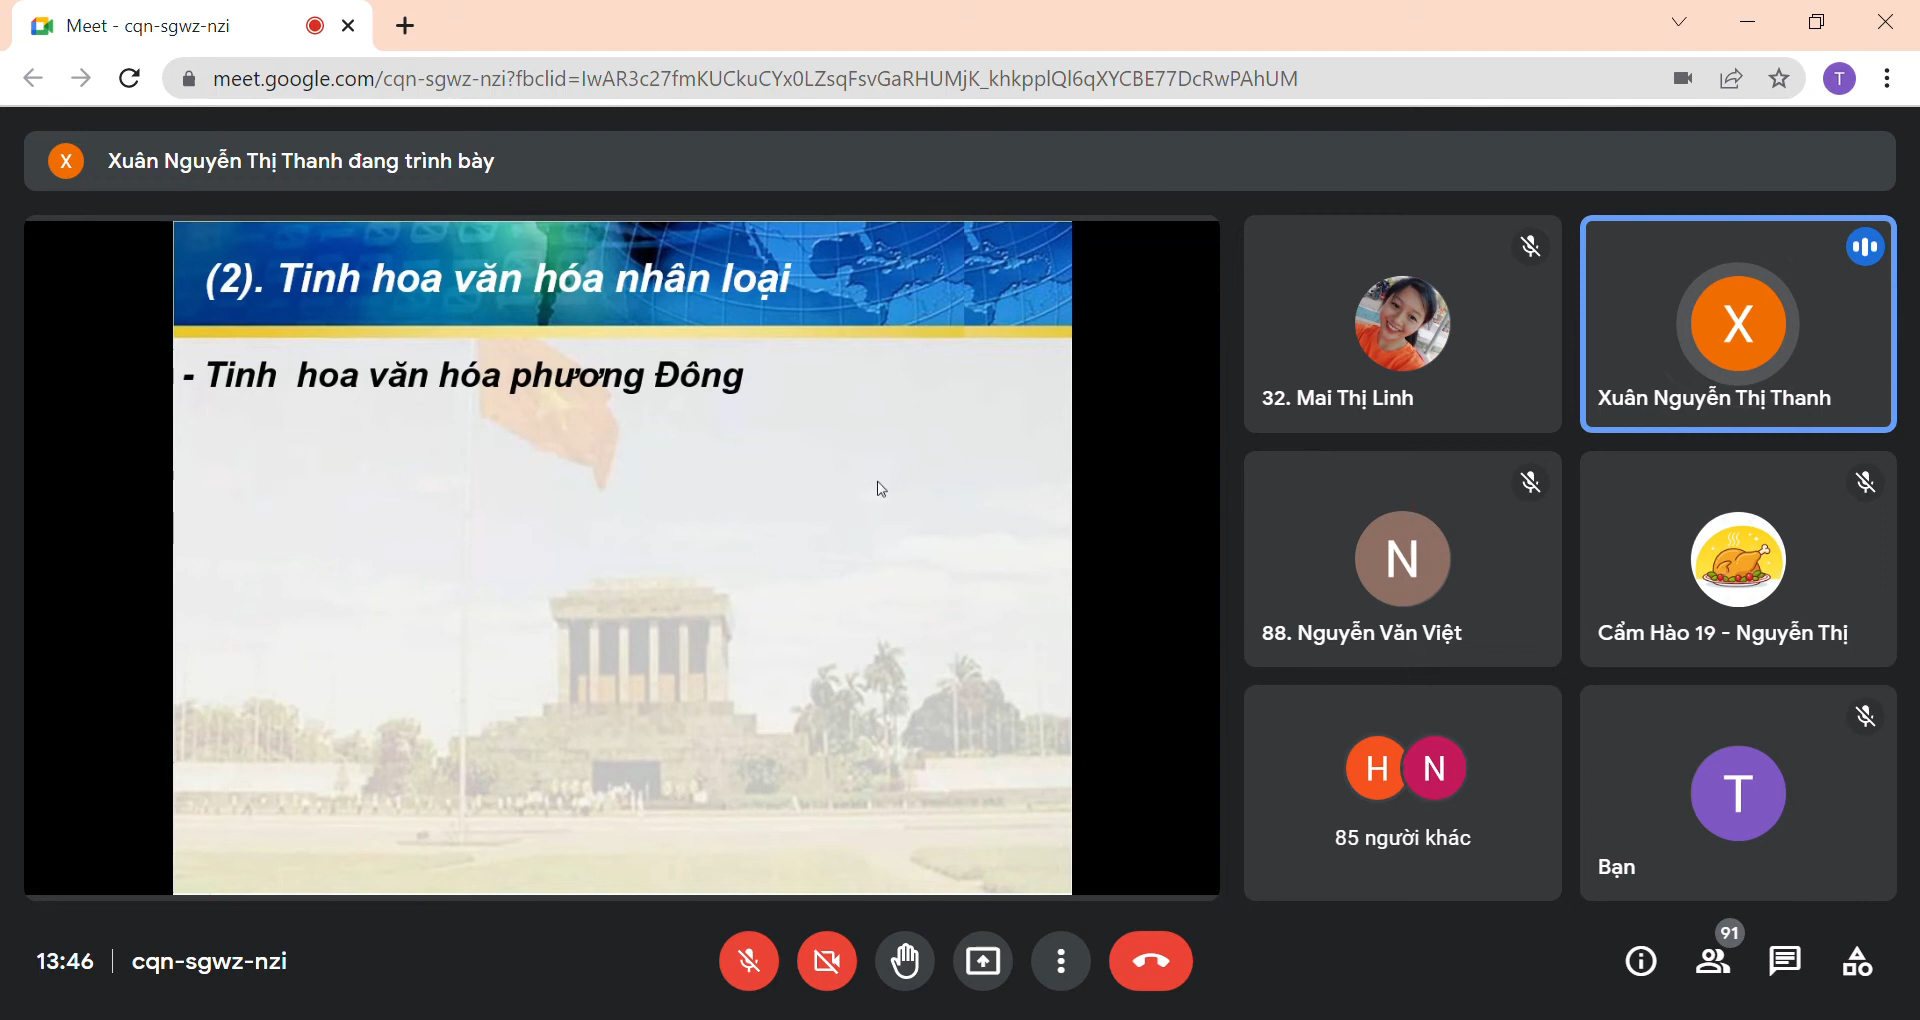 Meet - cqn-sgwz-nzi
meet.google.com/cqn-sgwz-nzi?fbclid=IwAR3c27fmKUCkuCYx0LZsqFsvGaRHUMjK_khkpplQl6qXYCBE77DcRwPAhUM
T
X
Xuân Nguyễn Thị Thanh đang trình bày
(2). Tinh hoa văn hóa nhân loại
- Tinh hoa văn hóa phương Đông
32. Mai Thị Linh
X
Xuân Nguyễn Thị Thanh
N
88. Nguyễn Văn Việt
Cẩm Hào 19 - Nguyễn Thị
H N
85 người khác
T
Bạn
13:46
cqn-sgwz-nzi
91